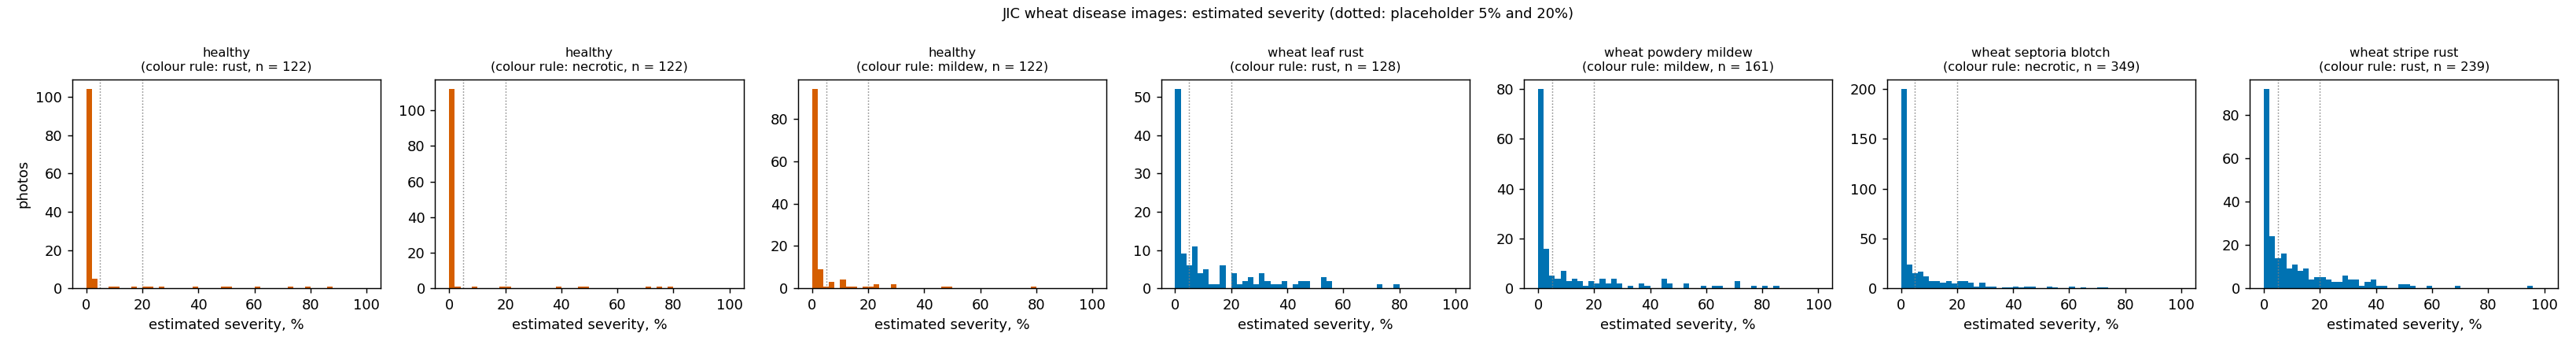 JIC wheat disease images: estimated severity (dotted: placeholder 5% and 20%)
healthy
(colour rule: rust, n = 122)
photos
100
80
60
40
20
0
0 20 40 60 80 100
estimated severity, %
healthy
(colour rule: necrotic, n = 122)
100
80
60
40
20
0
0 20 40 60 80 100
estimated severity, %
healthy
(colour rule: mildew, n = 122)
80
60
40
20
0
0 20 40 60 80 100
estimated severity, %
wheat leaf rust
(colour rule: rust, n = 128)
50
40
30
20
10
0
0 20 40 60 80 100
estimated severity, %
wheat powdery mildew
(colour rule: mildew, n = 161)
80
60
40
20
0
0 20 40 60 80 100
estimated severity, %
wheat septoria blotch
(colour rule: necrotic, n = 349)
200
150
100
50
0
0 20 40 60 80 100
estimated severity, %
wheat stripe rust
(colour rule: rust, n = 239)
80
60
40
20
0
0 20 40 60 80 100
estimated severity, %